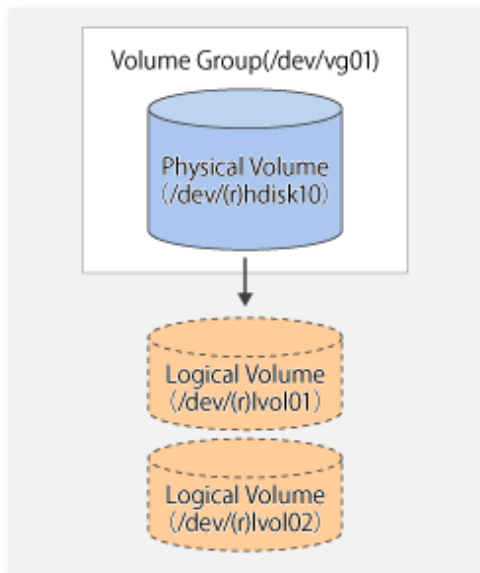 Volume Group(/dev/vg01)
Physical Volume
(/dev/(r)hdisk10)
Logical Volume
(/dev/(r)lvol01)
Logical Volume
(/dev/(r)lvol02)